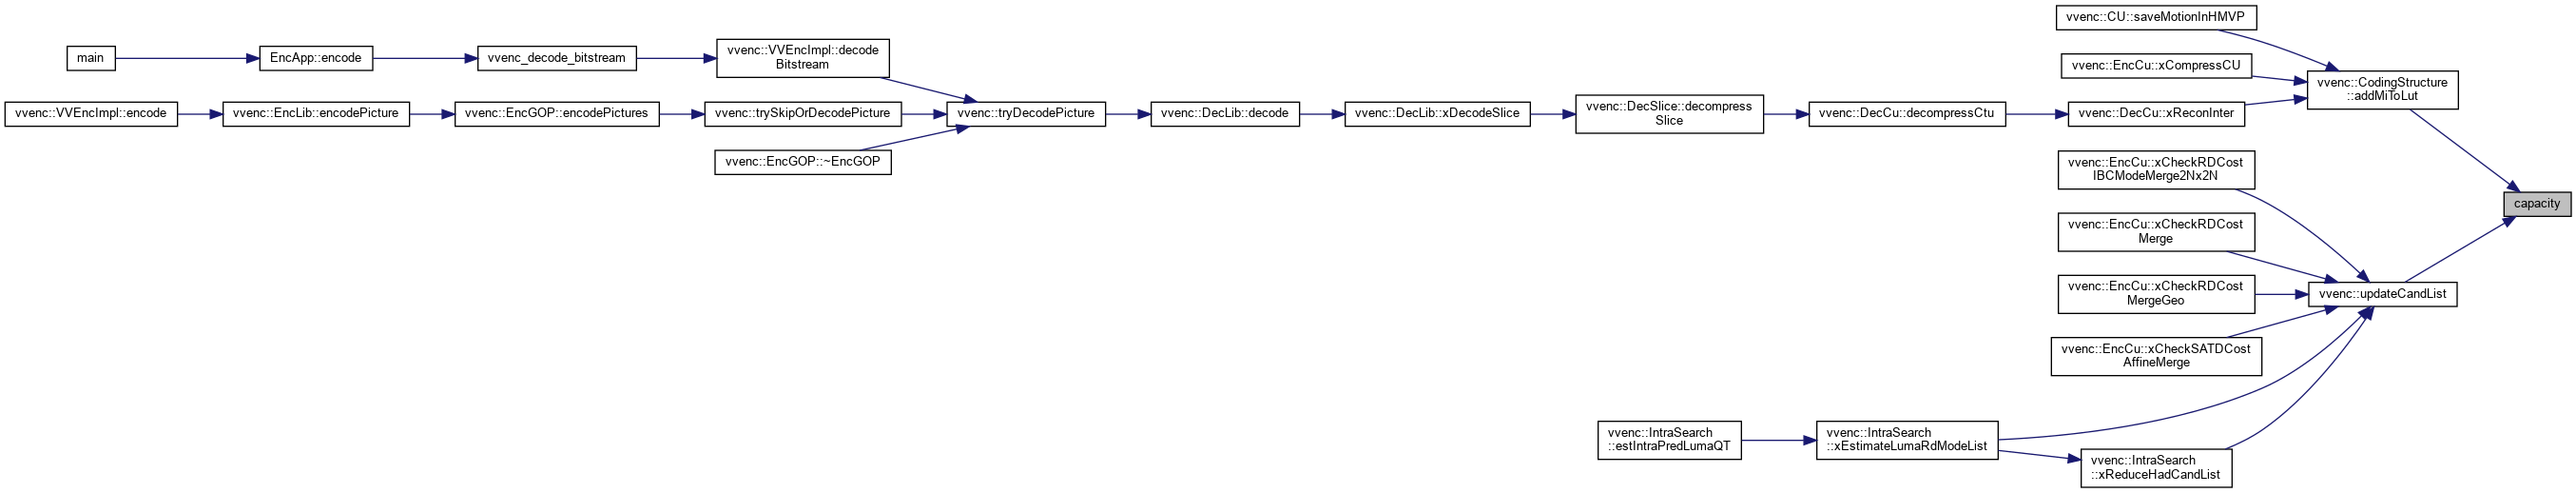 vvenc::CU::saveMotionInHMVP
main
EncApp::encode
vvenc_decode_bitstream
vvenc::VVEncImpl::decode
Bitstream
vvenc::EncCu::xCompressCU
vvenc::CodingStructure
::addMiToLut
vvenc::VVEncImpl::encode
vvenc::EncLib::encodePicture
vvenc::EncGOP::encodePictures
vvenc::trySkipOrDecodePicture
vvenc::tryDecodePicture
vvenc::DecLib::decode
vvenc::DecLib::xDecodeSlice
vvenc::DecSlice::decompress
Slice
vvenc::DecCu::decompressCtu
vvenc::DecCu::xReconInter
vvenc::EncGOP::~EncGOP
vvenc::EncCu::xCheckRDCost
IBCModeMerge2Nx2N
capacity
vvenc::EncCu::xCheckRDCost
Merge
vvenc::EncCu::xCheckRDCost
MergeGeo
vvenc::updateCandList
vvenc::EncCu::xCheckSATDCost
AffineMerge
vvenc::IntraSearch
::estIntraPredLumaQT
vvenc::IntraSearch
::xEstimateLumaRdModeList
vvenc::IntraSearch
::xReduceHadCandList